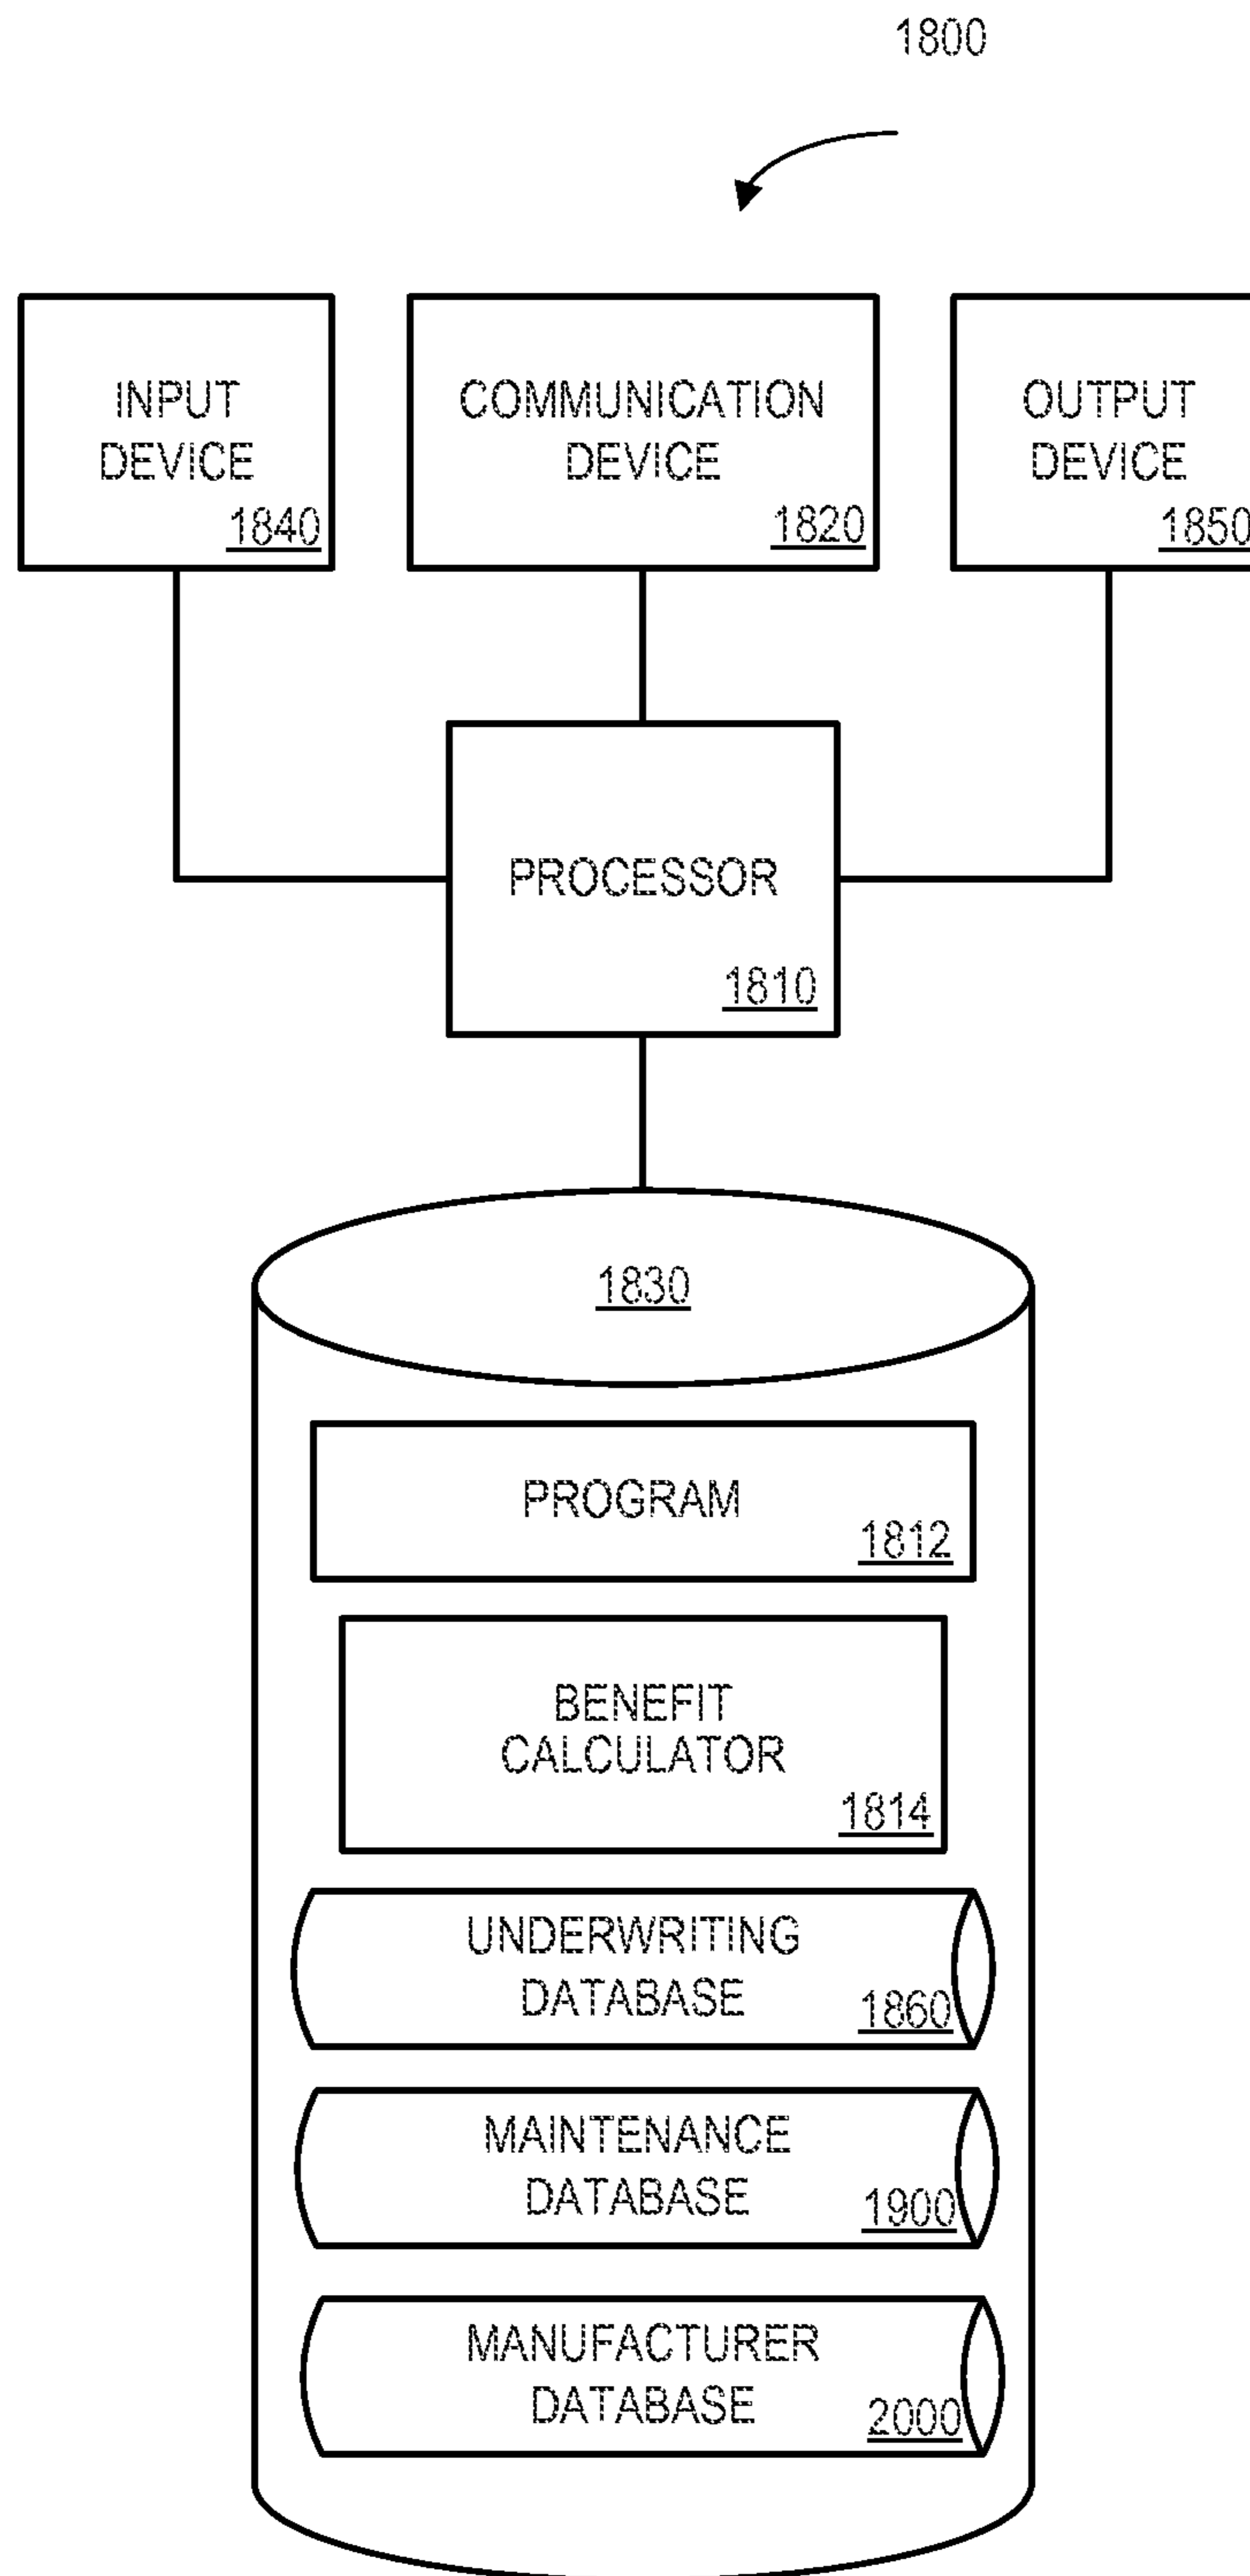 1800
INPUT
DEVICE
1840
COMMUNICATION
DEVICE
1820
OUTPUT
DEVICE
1850
PROCESSOR
1810
1830
PROGRAM
1812
BENEFIT
CALCULATOR
1814
UNDERWRITING
DATABASE
1860
MAINTENANCE
DATABASE
1900
MANUFACTURER
DATABASE
2000